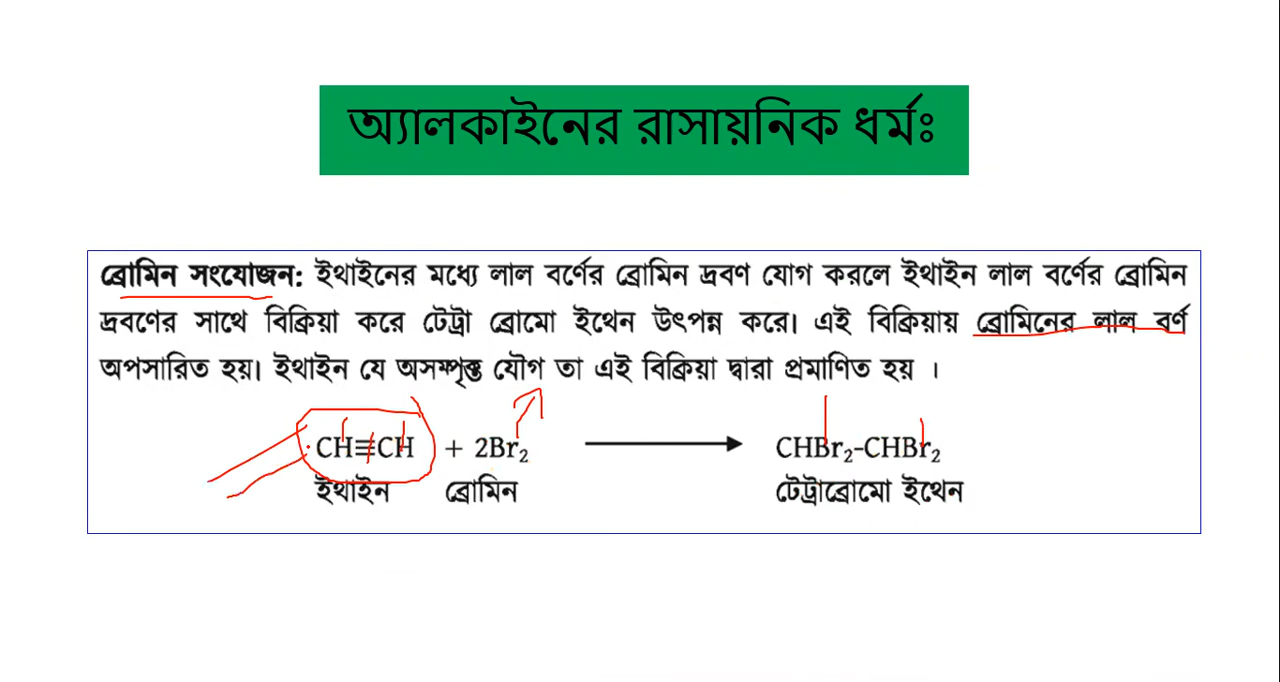 অ্যালকাইনের রাসায়নিক ধর্মঃ
ব্রোমিন সংযোজন: ইথাইনের মধ্যে লাল বর্ণের ব্রোমিন দ্রবণ যোগ করলে ইথাইন লাল বর্ণের ব্রোমিন
দ্রবণের সাথে বিক্রিয়া করে টেট্রা ব্রোমো ইথেন উৎপন্ন করে। এই বিক্রিয়ায় ব্রোমিনের লাল বর্ণ
অপসারিত হয়। ইথাইন যে অসম্পৃক্ত যৌগ তা এই বিক্রিয়া দ্বারা প্রমাণিত হয় ।
CH≡CH + 2Br₂ ⟶ CHBr₂-CHBr₂
ইথাইন ব্রোমিন টেট্রাব্রোমো ইথেন